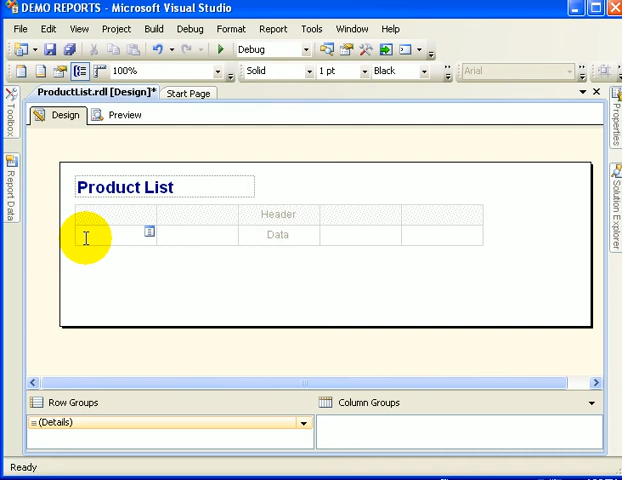 DEMO REPORTS - Microsoft Visual Studio
File Edit View Project Build Debug Format Report Tools Window Help
Debug
100% Solid 1 pt Black Arial
ProductList.rdl [Design]* Start Page
Design Preview
Toolbox
Report Data
Properties
Solution Explorer
Product List
Header
Data
Row Groups Column Groups
(Details)
Ready